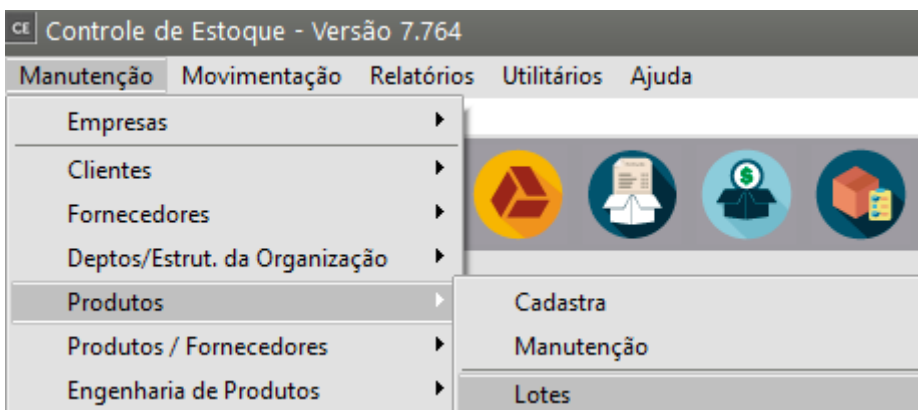 CE Controle de Estoque - Versão 7.764
Manutenção Movimentação Relatórios Utilitários Ajuda
Empresas
Clientes
Fornecedores
Deptos/Estrut. da Organização
Produtos
Cadastra
Produtos / Fornecedores
Manutenção
Engenharia de Produtos
Lotes